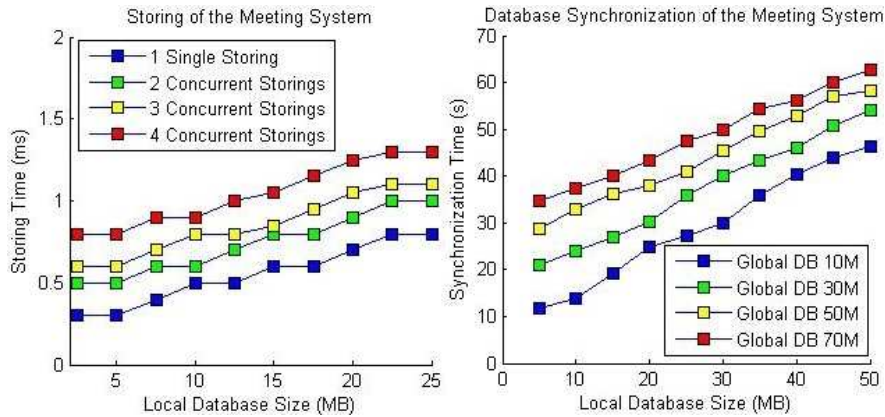 Storing of the Meeting System
2
1.5
1
0.5
0
Storing Time (ms)
1 Single Storing
2 Concurrent Storings
3 Concurrent Storings
4 Concurrent Storings
5 10 15 20 25
Local Database Size (MB)
Database Synchronization of the Meeting System
70
60
50
40
30
20
10
0
Synchronization Time (s)
Global DB 10M
Global DB 30M
Global DB 50M
Global DB 70M
0 10 20 30 40 50
Local Database Size (MB)